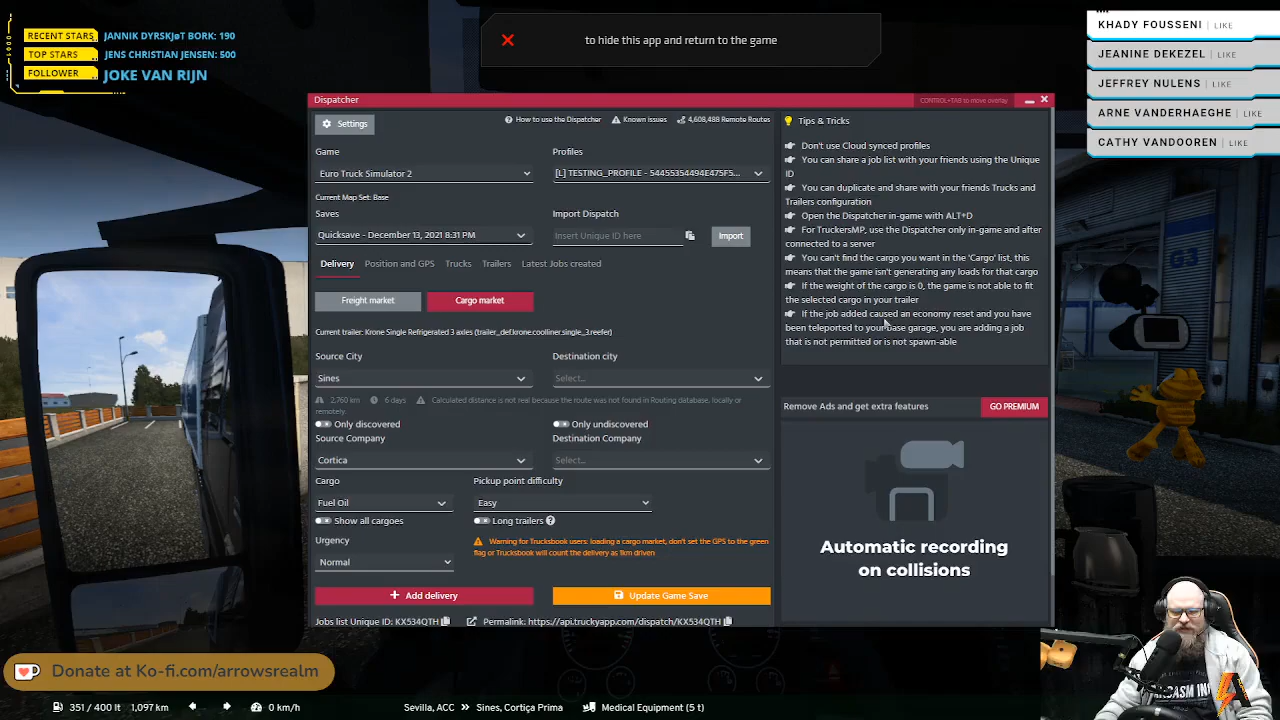 RECENT STARS JANNIK DYRSKJøT BORK: 190
TOP STARS JENS CHRISTIAN JENSEN: 500
FOLLOWER JOKE VAN RIJN
to hide this app and return to the game
KHADY FOUSSENI LIKE
JEANINE DEKEZEL LIKE
JEFFREY NULENS LIKE
ARNE VANDERHAEGHE LIKE
CATHY VANDOOREN LIKE
Dispatcher
CONTROL+TAB to move overlay
Settings
How to use the Dispatcher Known Issues 4,608,488 Remote Routes
Game
Profiles
Euro Truck Simulator 2
[L] TESTING_PROFILE - 54455354494E475F5...
Current Map Set: Base
Saves
Import Dispatch
Quicksave - December 13, 2021 8:31 PM
Insert Unique ID here
Import
Delivery Position and GPS Trucks Trailers Latest Jobs created
Freight market Cargo market
Current trailer: Krone Single Refrigerated 3 axles (trailer_def.krone.coolliner.single_3.reefer)
Source City
Destination city
Sines
Select...
2,760 km 6 days Calculated distance is not real because the route was not found in Routing database, locally or
remotely.
Only discovered
Only undiscovered
Source Company
Destination Company
Cortica
Select...
Cargo
Pickup point difficulty
Fuel Oil
Easy
Show all cargoes
Long trailers
Urgency
Warning for Trucksbook users: loading a cargo market, don't set the GPS to the green
flag or Trucksbook will count the delivery as 1km driven
Normal
Add delivery
Update Game Save
Jobs list Unique ID: KX534QTH
Permalink: https://api.truckyapp.com/dispatch/KX534QTH
Tips & Tricks
Don't use Cloud synced profiles
You can share a job list with your friends using the Unique
ID
You can duplicate and share with your friends Trucks and
Trailers configuration
Open the Dispatcher in-game with ALT+D
For TruckersMP, use the Dispatcher only in-game and after
connected to a server
You can't find the cargo you want in the 'Cargo' list, this
means that the game isn't generating any loads for that cargo
If the weight of the cargo is 0, the game is not able to fit
the selected cargo in your trailer
If the job added caused an economy reset and you have
been teleported to your base garage, you are adding a job
that is not permitted or is not spawn-able
Remove Ads and get extra features
GO PREMIUM
Automatic recording
on collisions
Donate at Ko-fi.com/arrowsrealm
351 / 400 lt 1,097 km
0 km/h
Sevilla, ACC > Sines, Cortiça Prima
Medical Equipment (5 t)